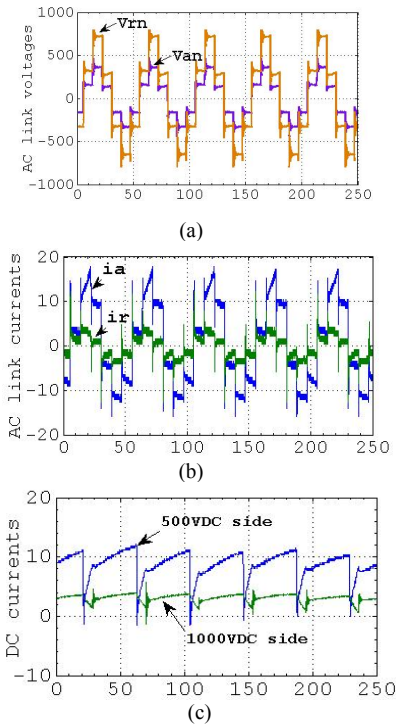 1000
Vrn
500
Van
0
-500
-1000
AC link voltages
0 50 100 150 200 250
(a)
20
ia
10
ir
0
-10
-20
AC link currents
0 50 100 150 200 250
(b)
20
500VDC side
10
0
1000VDC side
-10
DC currents
0 50 100 150 200 250
(c)